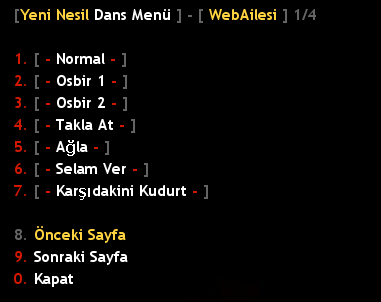 [Yeni Nesil Dans Menü ] - [ WebAilesi ] 1/4
1. [ - Normal - ]
2. [ - Osbir 1 - ]
3. [ - Osbir 2 - ]
4. [ - Takla At - ]
5. [ - Ağla - ]
6. [ - Selam Ver - ]
7. [ - Karşıdakini Kudurt - ]
8. Önceki Sayfa
9. Sonraki Sayfa
0. Kapat